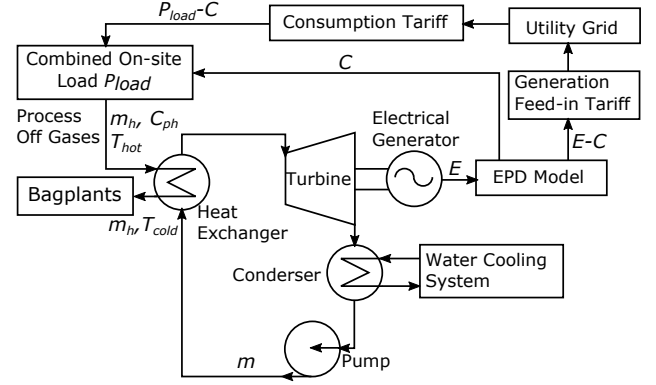 P_load-C
Consumption Tariff
Utility Grid
Combined On-site
Load P_load
C
Generation
Feed-in Tariff
Process
Off Gases
m_h, C_ph
T_hot
Electrical
Generator
E-C
Turbine
E
EPD Model
Bagplants
m_h,T_cold
Heat
Exchanger
Conderser
Water Cooling
System
m
Pump